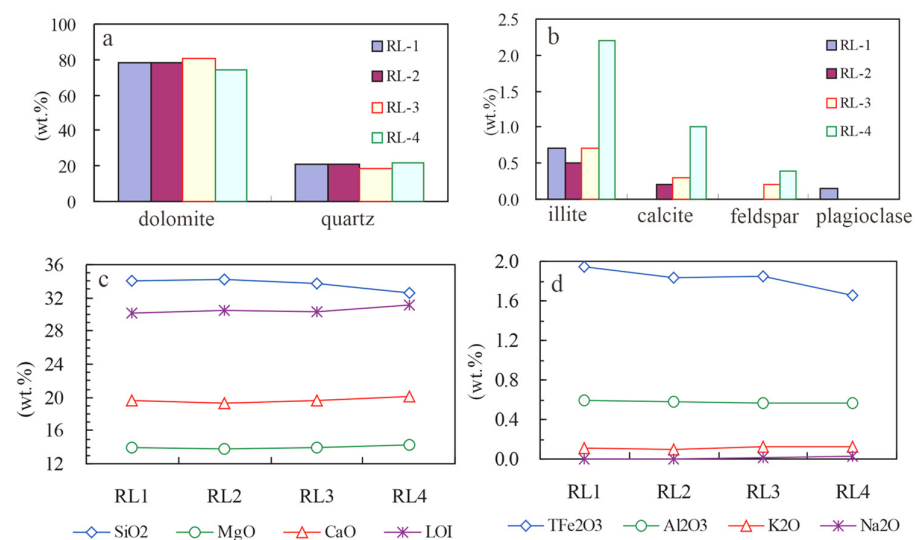 a
100
80
60
40
20
0
(wt.%)
RL-1
RL-2
RL-3
RL-4
dolomite quartz
b
2.5
2.0
1.5
1.0
0.5
0.0
(wt.%)
RL-1
RL-2
RL-3
RL-4
illite calcite feldspar plagioclase
c
36
32
28
24
20
16
12
(wt.%)
RL1 RL2 RL3 RL4
SiO2 MgO CaO LOI
d
2.0
1.6
1.2
0.8
0.4
0.0
(wt.%)
RL1 RL2 RL3 RL4
TFe2O3 Al2O3 K2O Na2O